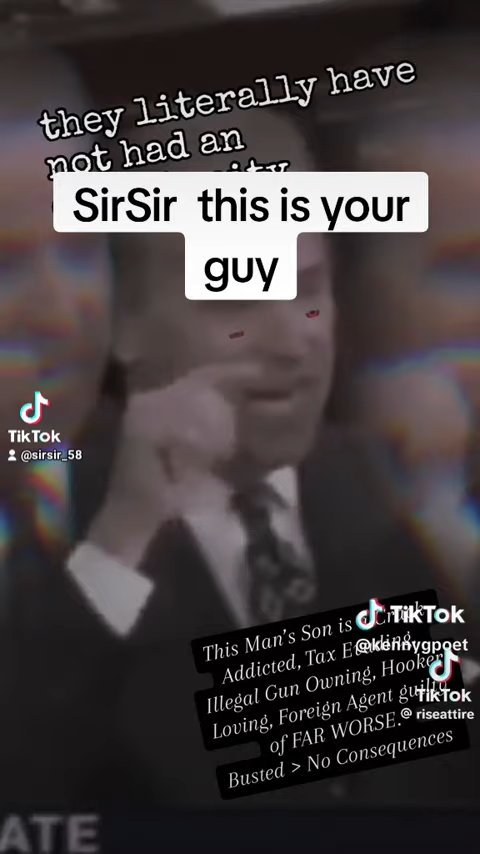 they literally have
not had an
SirSir this is your
guy
TikTok
@sirsir_58
TikTok
@kennygpoet
This Man's Son is
Addicted, Tax
Illegal Gun Owning, Hooker
Loving, Foreign Agent
of FAR WORSE.
Busted > No Consequences
TikTok
@ riseattire
ATE